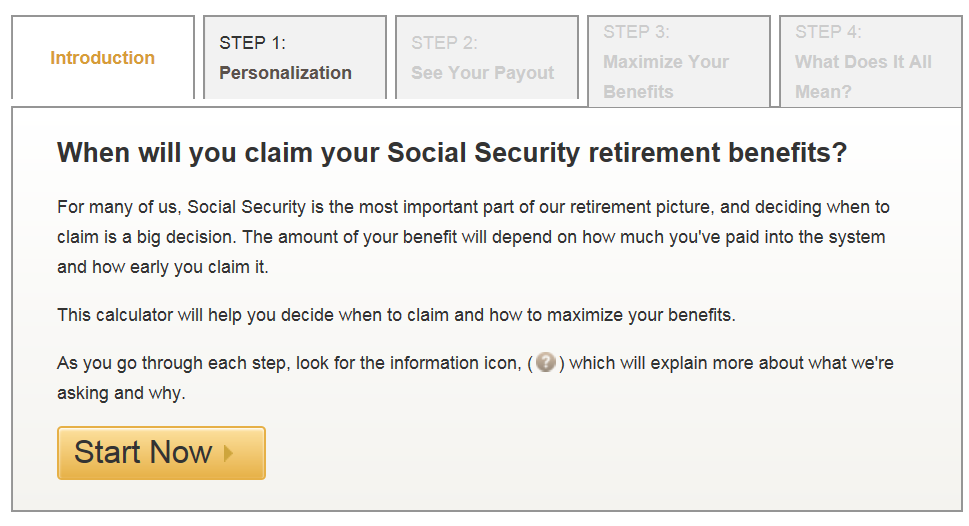 Introduction
STEP 1:
Personalization
STEP 2:
See Your Payout
STEP 3:
Maximize Your
Benefits
STEP 4:
What Does It All
Mean?
When will you claim your Social Security retirement benefits?
For many of us, Social Security is the most important part of our retirement picture, and deciding when to
claim is a big decision. The amount of your benefit will depend on how much you've paid into the system
and how early you claim it.
This calculator will help you decide when to claim and how to maximize your benefits.
As you go through each step, look for the information icon, (?) which will explain more about what we're
asking and why.
Start Now